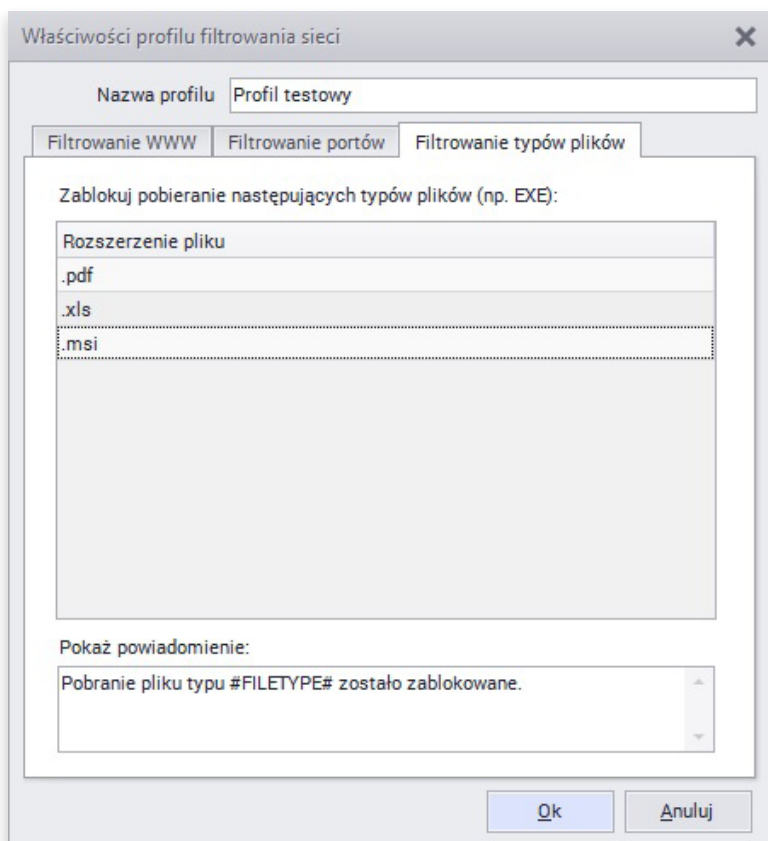 Właściwości profilu filtrowania sieci
Nazwa profilu Profil testowy
Filtrowanie WWW Filtrowanie portów Filtrowanie typów plików
Zablokuj pobieranie następujących typów plików (np. EXE):
Rozszerzenie pliku
.pdf
.xls
.msi
Pokaż powiadomienie:
Pobranie pliku typu #FILETYPE# zostało zablokowane.
Ok Anuluj